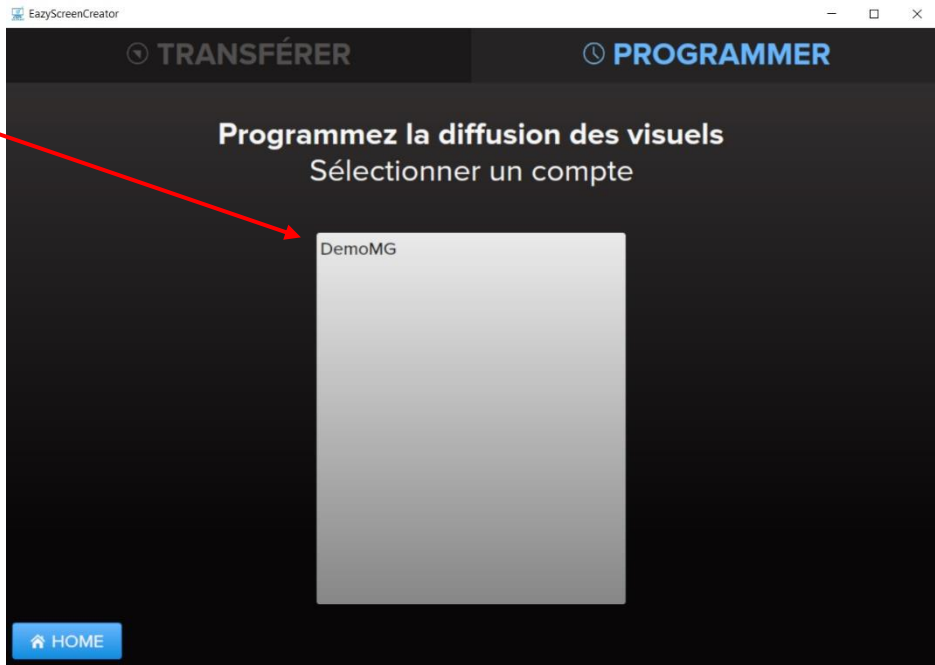 EazyScreenCreator
TRANSFÉRER
PROGRAMMER
Programmez la diffusion des visuels
Sélectionner un compte
DemoMG
HOME